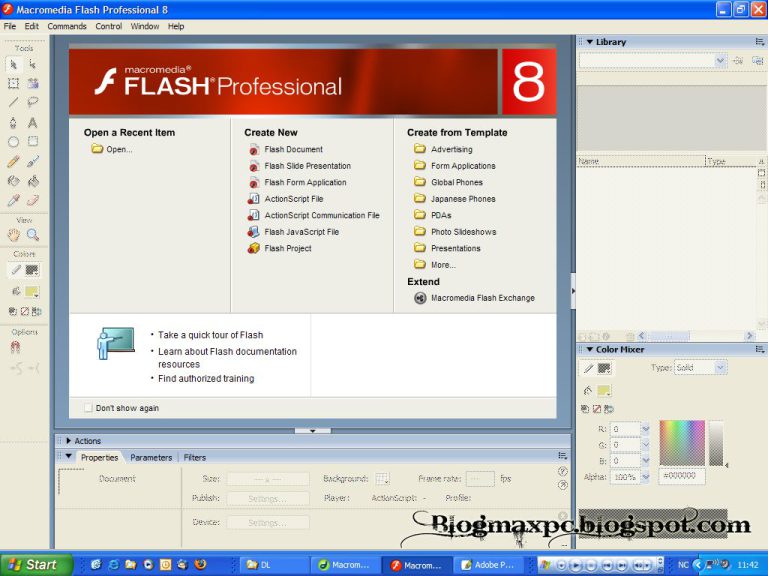 Macromedia Flash Professional 8
File Edit Commands Control Window Help
Tools
View
Colors
Options
macromedia®
FLASH® Professional 8
Open a Recent Item
Open...
Create New
Flash Document
Flash Slide Presentation
Flash Form Application
ActionScript File
ActionScript Communication File
Flash JavaScript File
Flash Project
Create from Template
Advertising
Form Applications
Global Phones
Japanese Phones
PDAs
Photo Slideshows
Presentations
More...
Extend
Macromedia Flash Exchange
• Take a quick tour of Flash
• Learn about Flash documentation
resources
• Find authorized training
Don't show again
Library
Name Type
Color Mixer
Type: Solid
R: 0
G: 0
B: 0
Alpha: 100% #000000
Actions
Properties Parameters Filters
Document Size: Background: Frame rate: fps
Publish: Settings... Player: ActionScript: - Profile:
Device: Settings...
Blogmaxpc.blogspot.com
Start DL Macrom... Macrom... Adobe P... NC 11:42